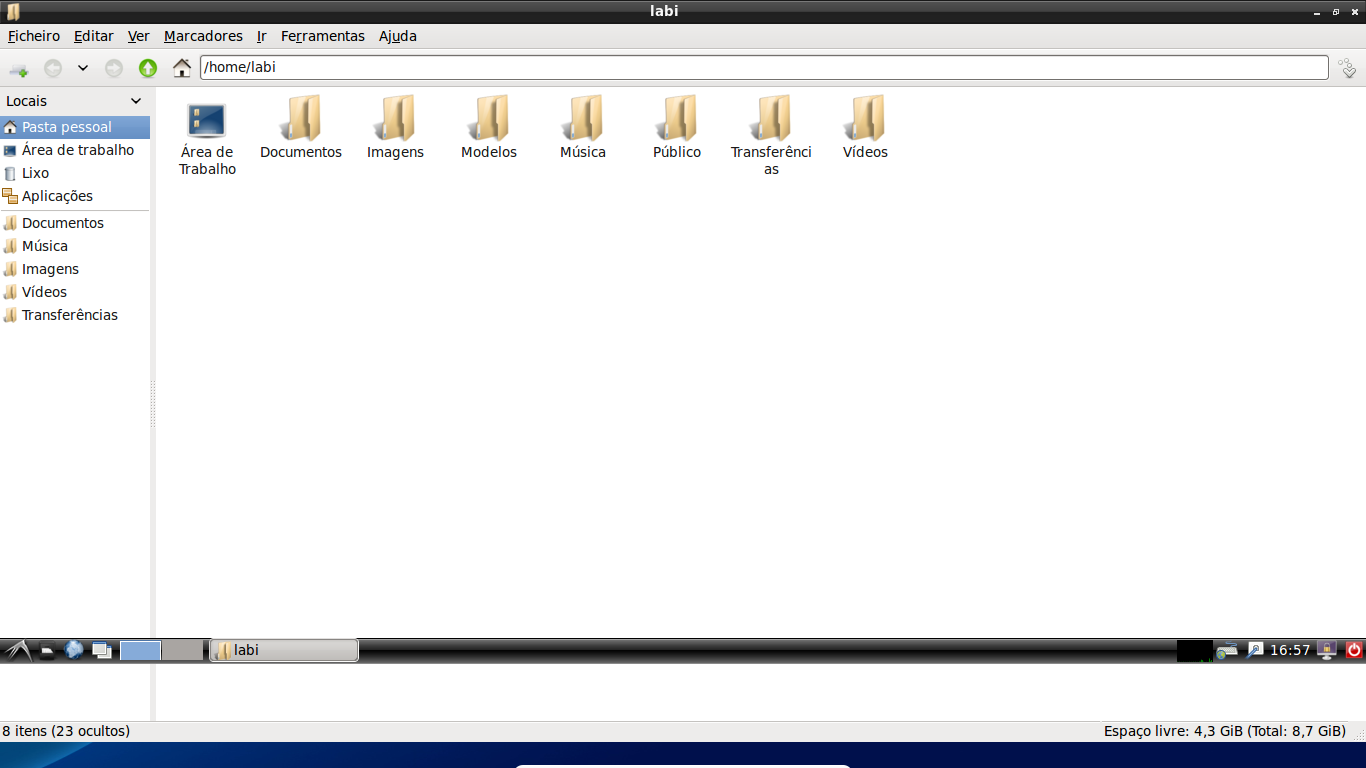 labi
Ficheiro Editar Ver Marcadores Ir Ferramentas Ajuda
/home/labi
Locais
Pasta pessoal
Área de trabalho
Lixo
Aplicações
Documentos
Música
Imagens
Vídeos
Transferências
Área de
Trabalho
Documentos
Imagens
Modelos
Música
Público
Transferênci
as
Vídeos
labi
16:57
8 itens (23 ocultos)
Espaço livre: 4,3 GiB (Total: 8,7 GiB)